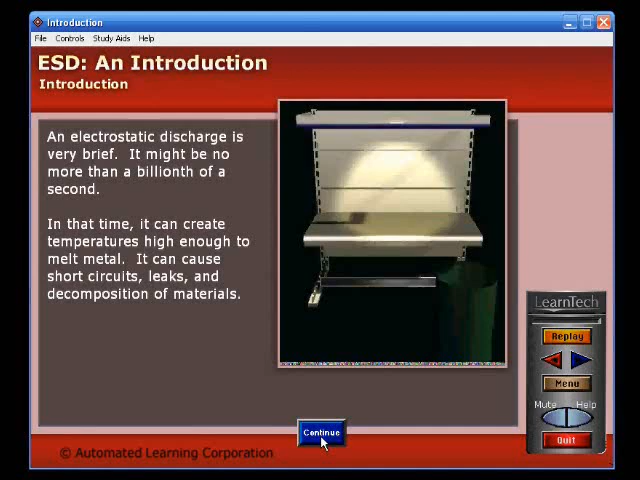 Introduction
File Controls Study Aids Help
ESD: An Introduction
Introduction
An electrostatic discharge is
very brief. It might be no
more than a billionth of a
second.
In that time, it can create
temperatures high enough to
melt metal. It can cause
short circuits, leaks, and
decomposition of materials.
LearnTech
Replay
Menu
Mute Help
Quit
Continue
© Automated Learning Corporation